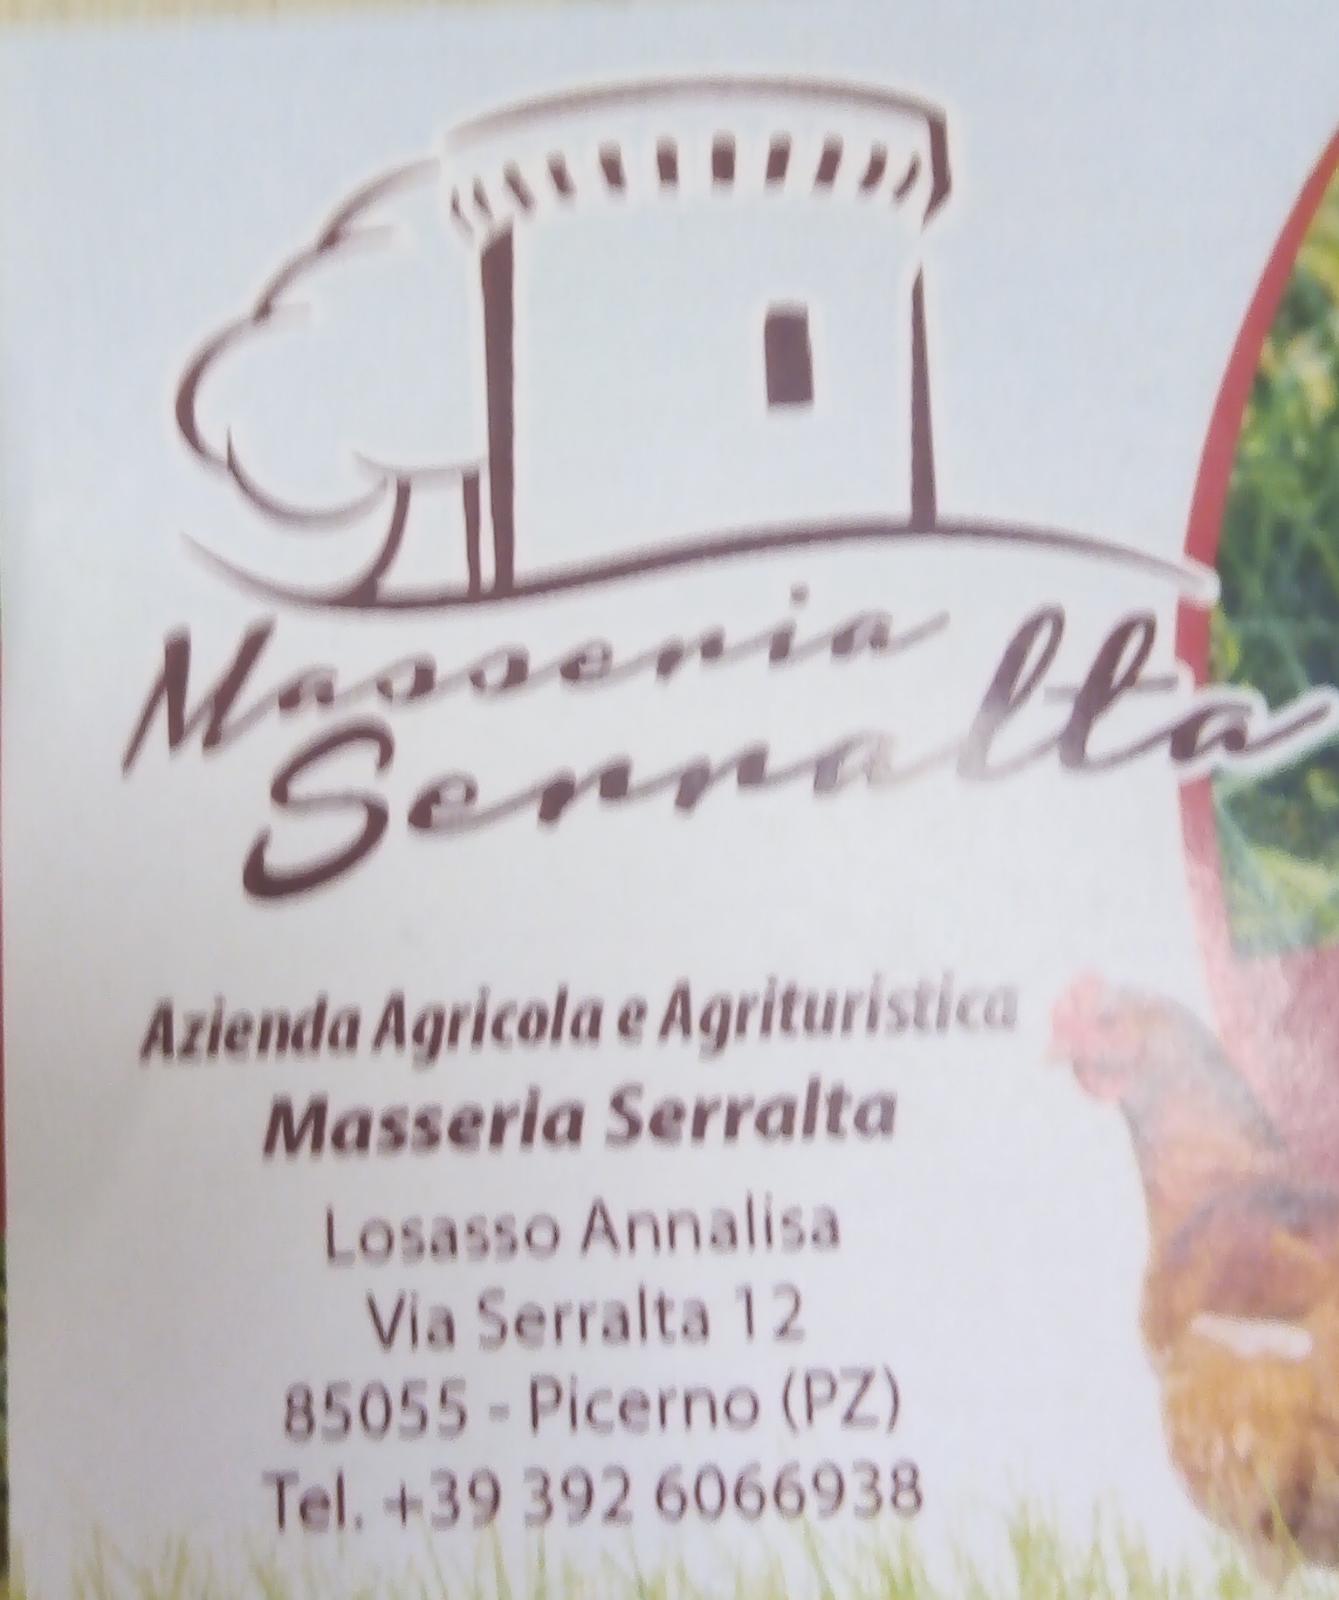 Masseria
Serralta
Azienda Agricola e Agrituristica
Masseria Serralta
Losasso Annalisa
Via Serralta 12
85055 - Picerno (PZ)
Tel. +39 392 6066938